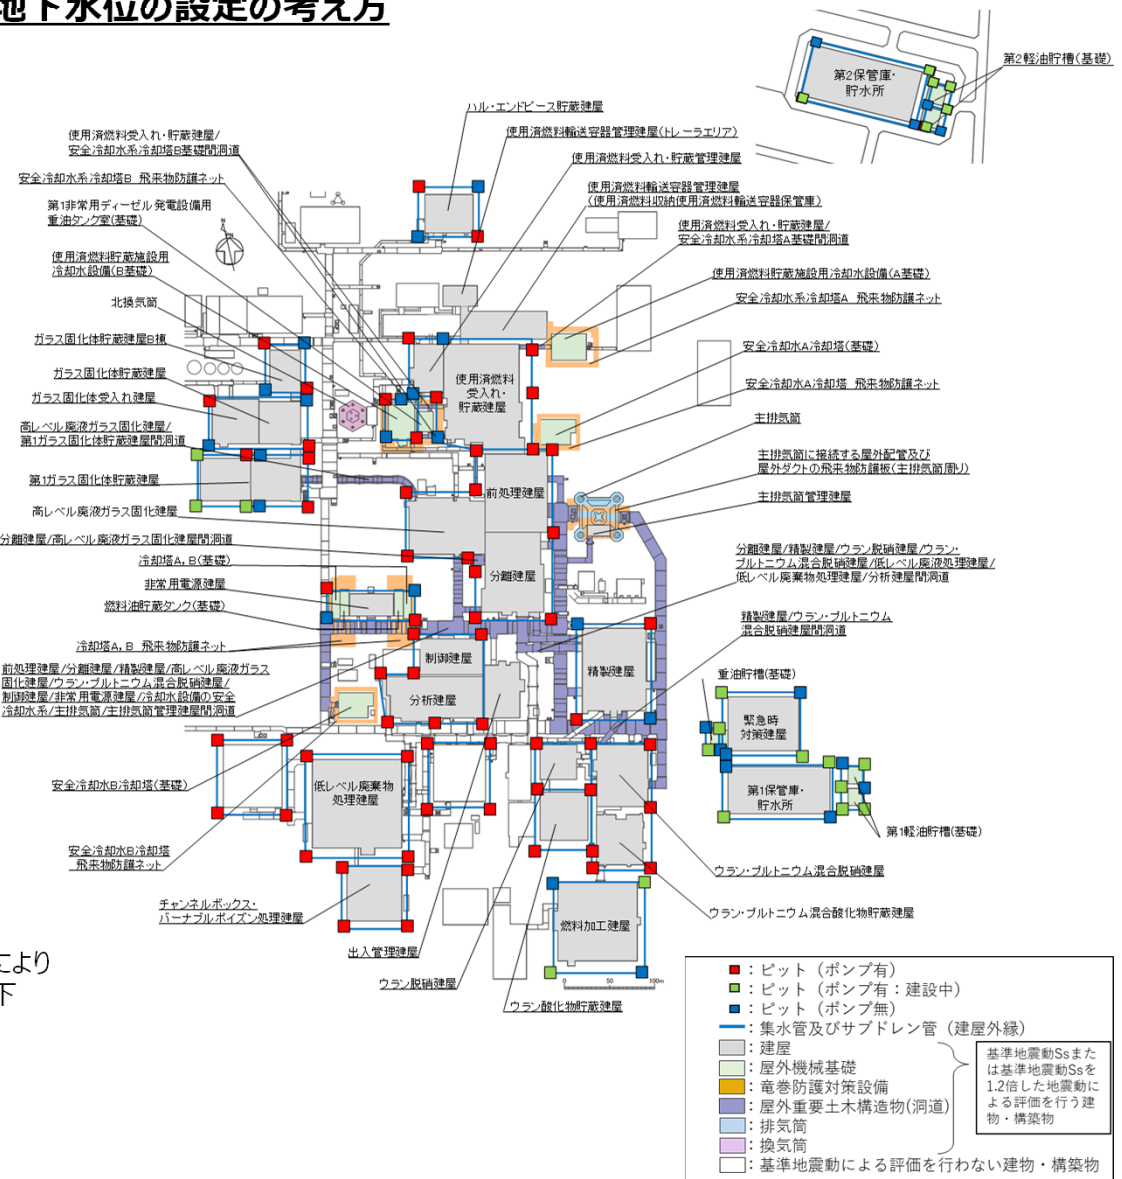 地下水位の設定の考え方
第2保管庫・
貯水所
第2軽油貯槽(基礎)
ハル・エンドピース貯蔵建屋
使用済燃料輸送容器管理建屋(トレーラエリア)
使用済燃料受入れ・貯蔵管理建屋
使用済燃料輸送容器管理建屋
(使用済燃料収納使用済燃料輸送容器保管庫)
使用済燃料受入れ・貯蔵建屋/
安全冷却水系冷却塔A基礎間洞道
使用済燃料貯蔵施設用冷却水設備(A基礎)
安全冷却水系冷却塔A 飛来物防護ネット
安全冷却水A冷却塔(基礎)
安全冷却水A冷却塔 飛来物防護ネット
主排気筒
主排気筒に接続する屋外配管及び
屋外ダクトの飛来物防護板(主排気筒周り)
主排気筒管理建屋
分離建屋/精製建屋/ウラン脱硝建屋/ウラン・
プルトニウム混合脱硝建屋/低レベル廃液処理建屋/
低レベル廃棄物処理建屋/分析建屋間洞道
精製建屋/ウラン・プルトニウム
混合脱硝建屋間洞道
使用済燃料受入れ・貯蔵建屋/
安全冷却水系冷却塔B基礎間洞道
安全冷却水系冷却塔B 飛来物防護ネット
第1非常用ディーゼル発電設備用
重油タンク室(基礎)
使用済燃料貯蔵施設用
冷却水設備(B基礎)
北換気筒
ガラス固化体貯蔵建屋B棟
ガラス固化体貯蔵建屋
ガラス固化体受入れ建屋
高レベル廃液ガラス固化建屋/
第1ガラス固化体貯蔵建屋間洞道
第1ガラス固化体貯蔵建屋
高レベル廃液ガラス固化建屋
分離建屋/高レベル廃液ガラス固化建屋間洞道
冷却塔A, B(基礎)
非常用電源建屋
燃料油貯蔵タンク(基礎)
冷却塔A, B 飛来物防護ネット
前処理建屋/分離建屋/精製建屋/高レベル廃液ガラス
固化建屋/ウラン・プルトニウム混合脱硝建屋/
制御建屋/非常用電源建屋/冷却水設備の安全
冷却水系/主排気筒/主排気筒管理建屋間洞道
安全冷却水B冷却塔(基礎)
安全冷却水B冷却塔
飛来物防護ネット
チャンネルボックス・
バーナブルポイズン処理建屋
N
使用済燃料
受入れ・
貯蔵建屋
前処理建屋
分離建屋
制御建屋
分析建屋
精製建屋
低レベル廃棄物
処理建屋
燃料加工建屋
出入管理建屋
ウラン脱硝建屋
ウラン酸化物貯蔵建屋
ウラン・プルトニウム混合脱硝建屋
ウラン・プルトニウム混合酸化物貯蔵建屋
重油貯槽(基礎)
緊急時
対策建屋
第1保管庫・
貯水所
第1軽油貯槽(基礎)
0 50 100m
により
下
：ピット（ポンプ有）
：ピット（ポンプ有：建設中）
：ピット（ポンプ無）
：集水管及びサブドレン管（建屋外縁）
：建屋
：屋外機械基礎
：竜巻防護対策設備
：屋外重要土木構造物(洞道)
：排気筒
：換気筒
：基準地震動による評価を行わない建物・構築物
基準地震動Ssまた
は基準地震動Ssを
1.2倍した地震動に
よる評価を行う建
物・構築物